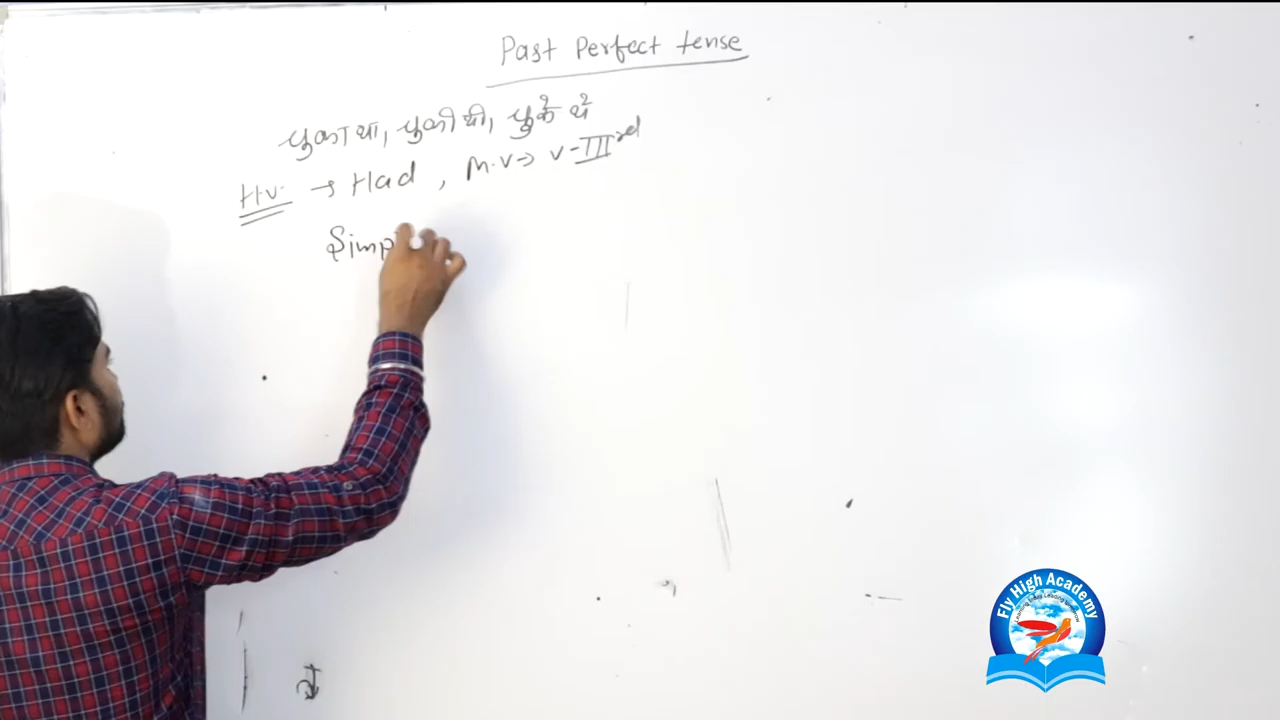 Past Perfect tense
चुका था, चुकी थी, चुके थे
H.V. → Had, M.V → V-IIIrd
Simp
Fly High Academy